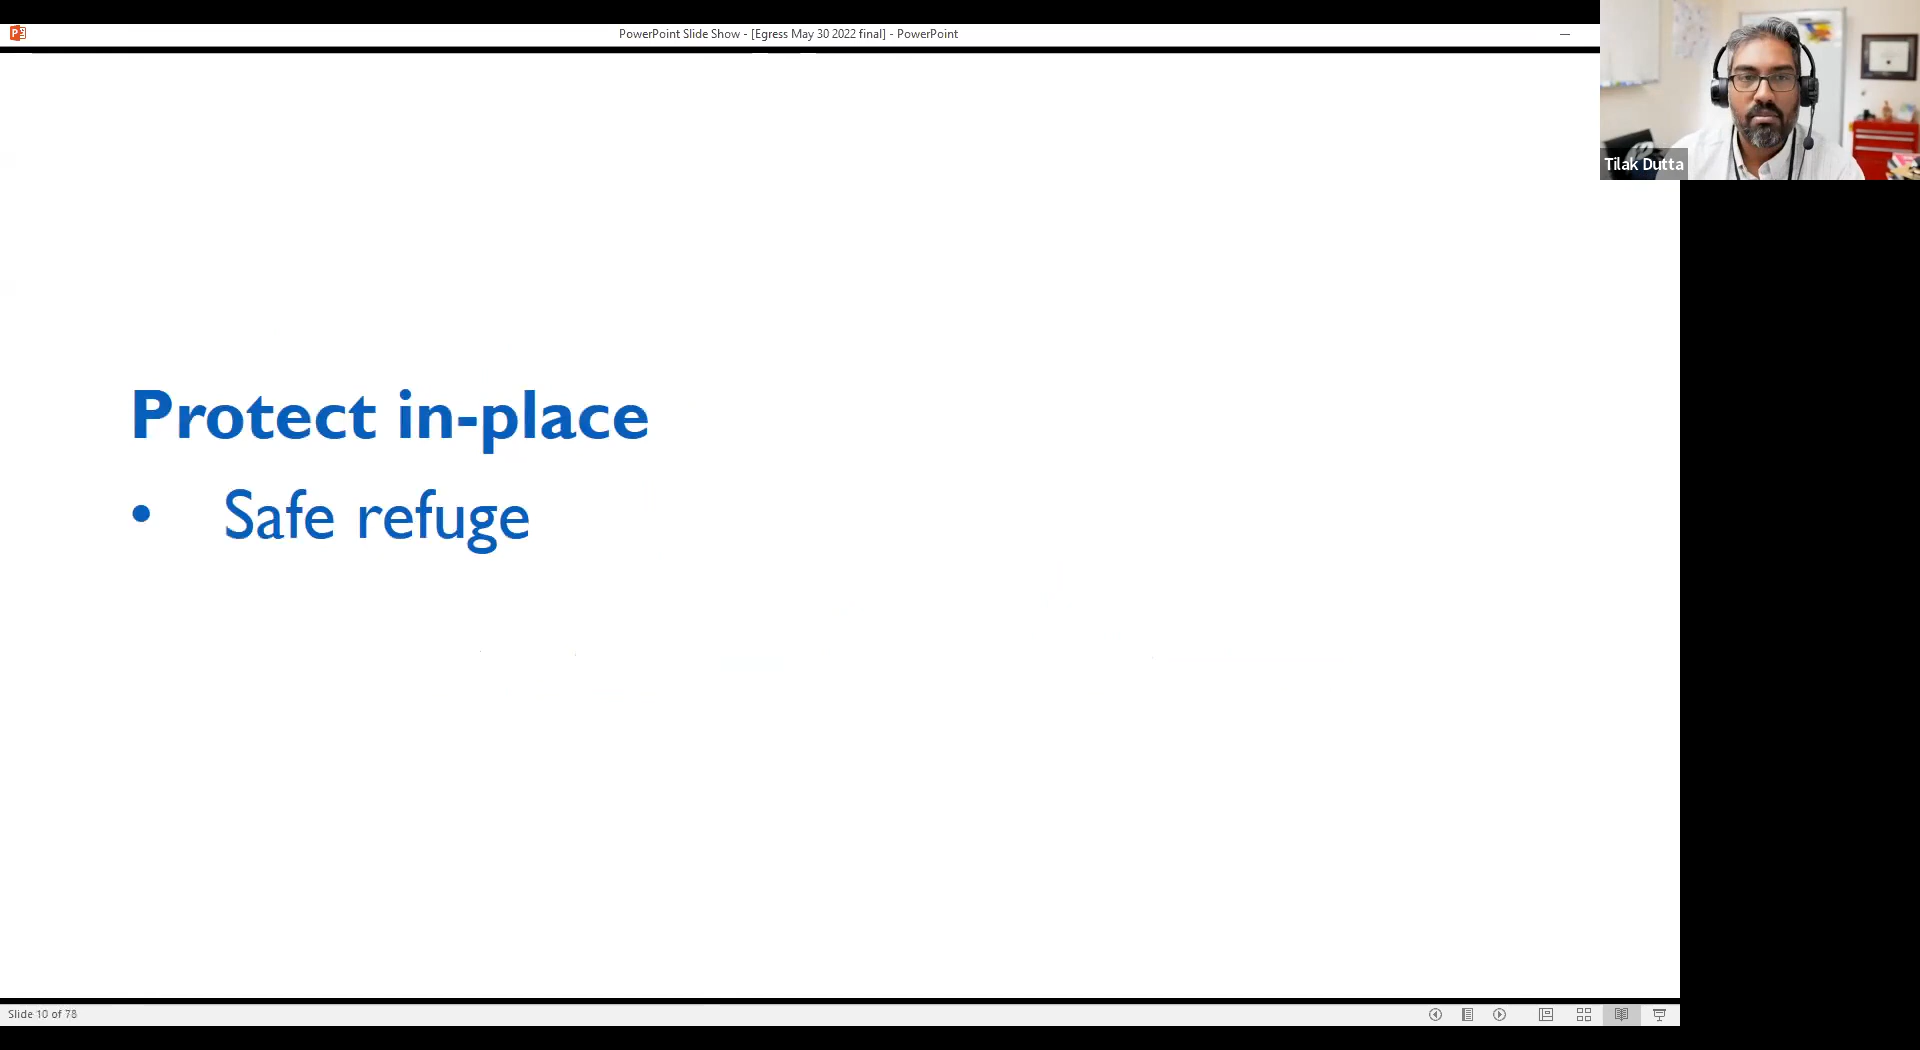 PowerPoint Slide Show - [Egress May 30 2022 final] - PowerPoint
Tilak Dutta
Protect in-place
• Safe refuge
Slide 10 of 78